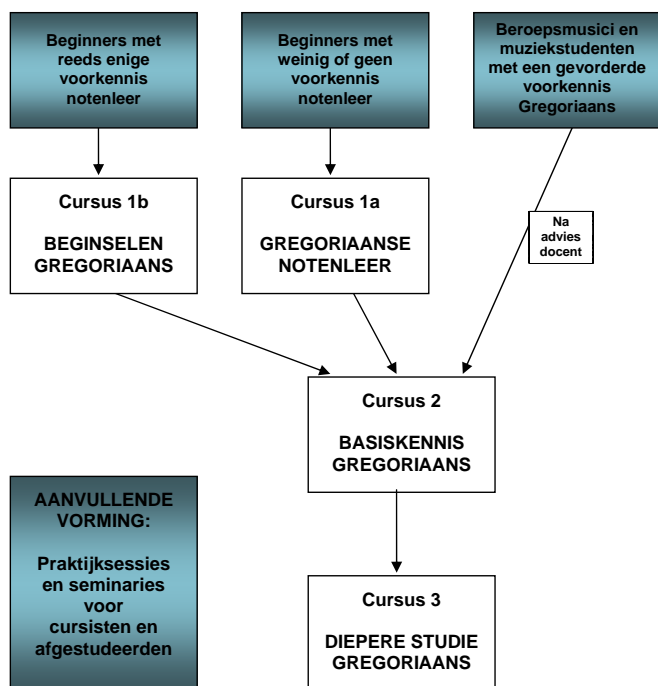 Beginners met
reeds enige
voorkennis
notenleer
Beginners met
weinig of geen
voorkennis
notenleer
Beroepsmusici en
muziekstudenten
met een gevorderde
voorkennis
Gregoriaans
Cursus 1b
BEGINSELEN
GREGORIAANS
Cursus 1a
GREGORIAANSE
NOTENLEER
Na
advies
docent
Cursus 2
BASISKENNIS
GREGORIAANS
AANVULLENDE
VORMING:
Praktijksessies
en seminaries
voor
cursisten en
afgestudeerden
Cursus 3
DIEPERE STUDIE
GREGORIAANS